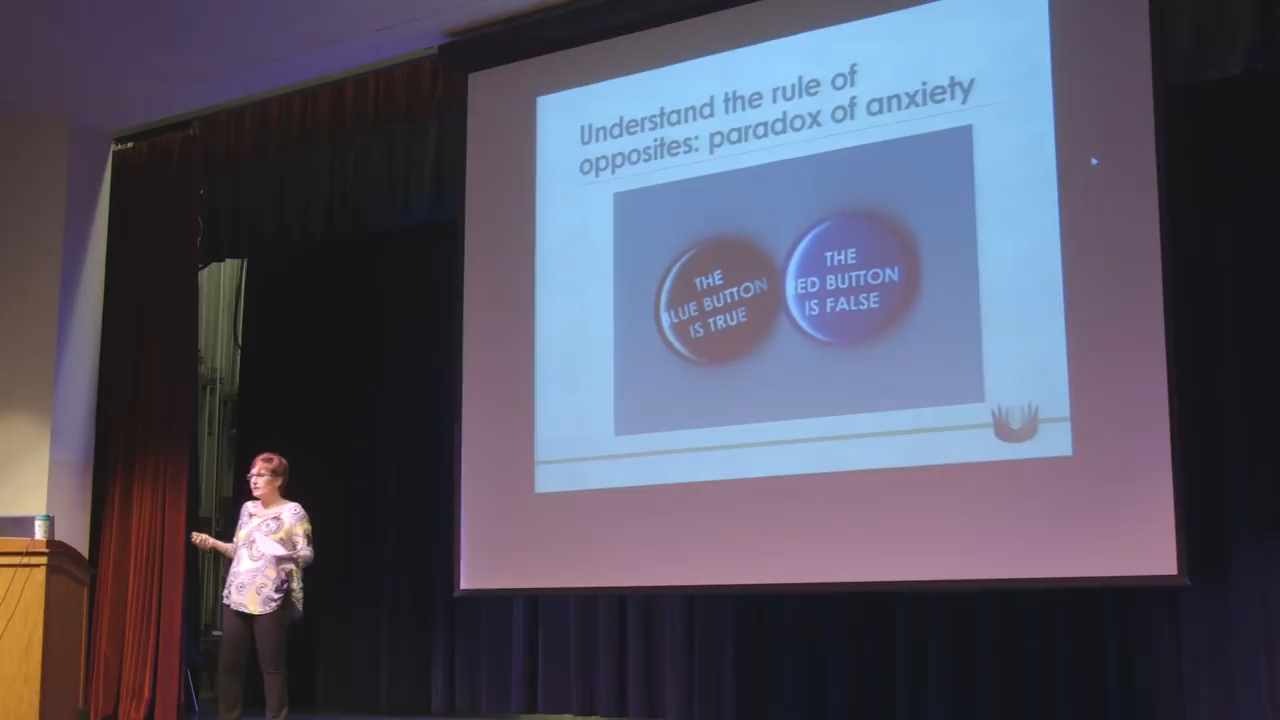 Understand the rule of
opposites: paradox of anxiety
THE
BLUE BUTTON
IS TRUE
THE
RED BUTTON
IS FALSE